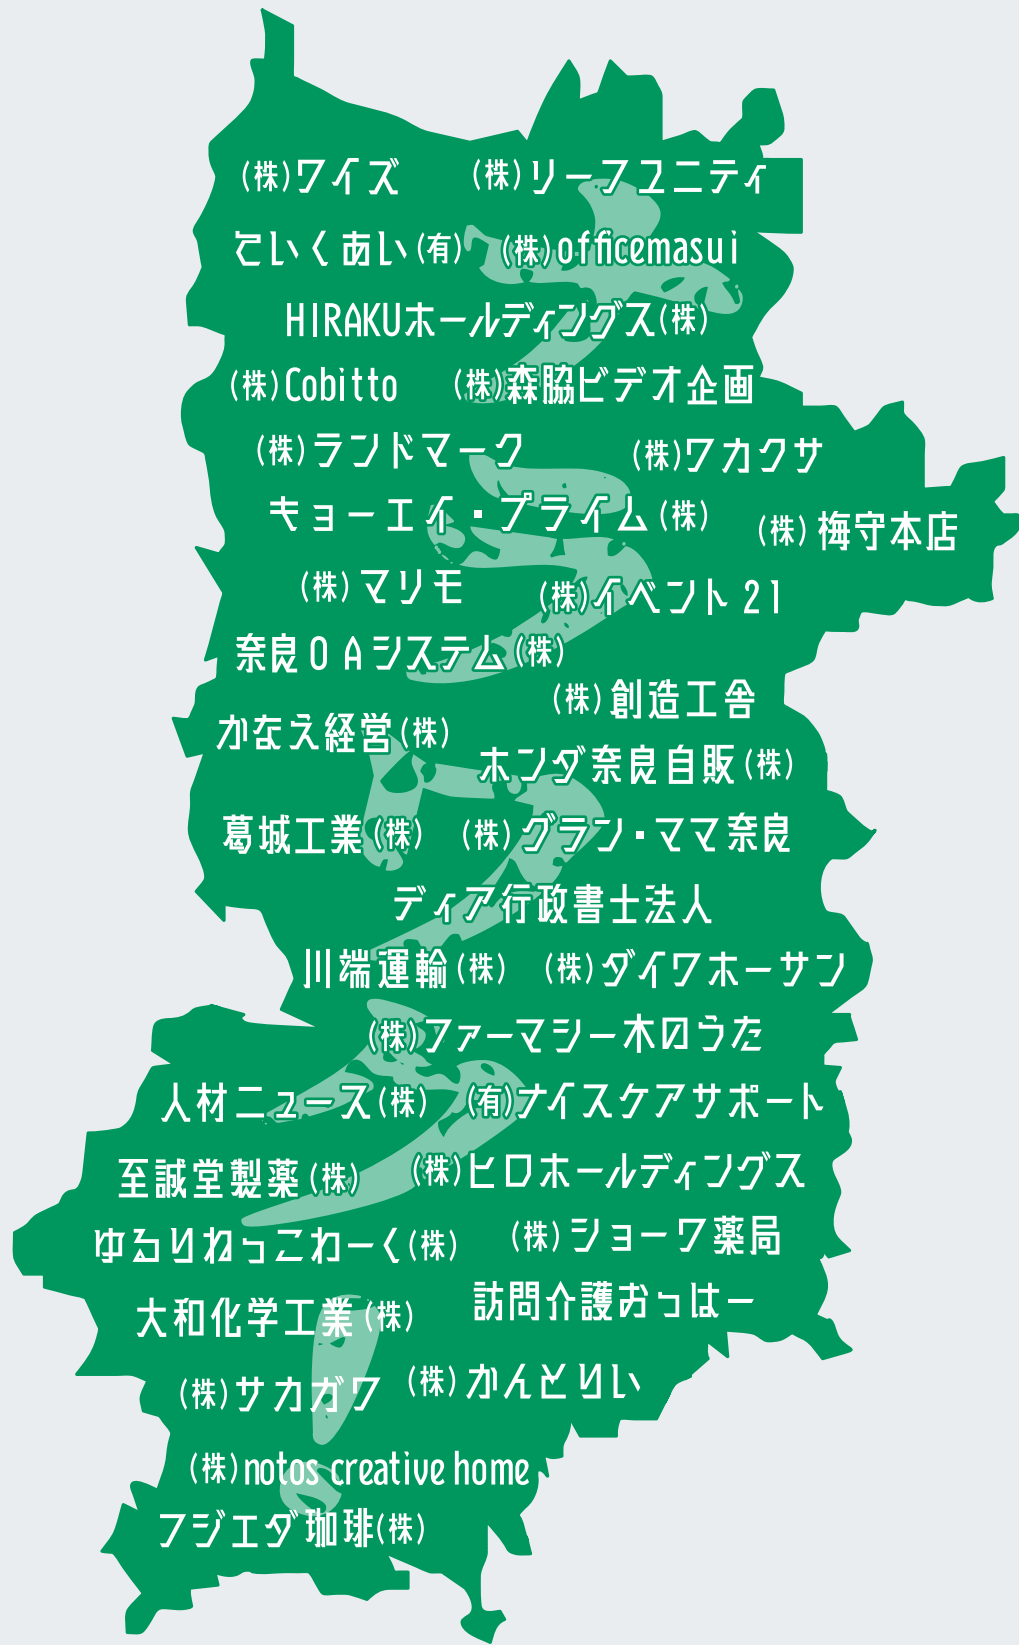 (株)ワイズ
(株)リーフユニティ
ていくあい(有)
(株)officemasui
HIRAKUホールディングス(株)
(株)Cobitto
(株)森脇ビデオ企画
(株)ランドマーク
(株)ワカクサ
キョーエイ・プライム(株)
(株)梅守本店
(株)マリモ
(株)イベント21
奈良OAシステム(株)
(株)創造工舎
かなえ経営(株)
ホンダ奈良自販(株)
葛城工業(株)
(株)グラン・ママ奈良
ディア行政書士法人
川端運輸(株)
(株)ダイワホーサン
(株)ファーマシー木のうた
人材ニュース(株)
(有)ナイスケアサポート
至誠堂製薬(株)
(株)ヒロホールディングス
ゆるりねっこわーく(株)
(株)ショーワ薬局
大和化学工業(株)
訪問介護おっはー
(株)サカガワ
(株)かんとりい
(株)notos creative home
フジエダ珈琲(株)